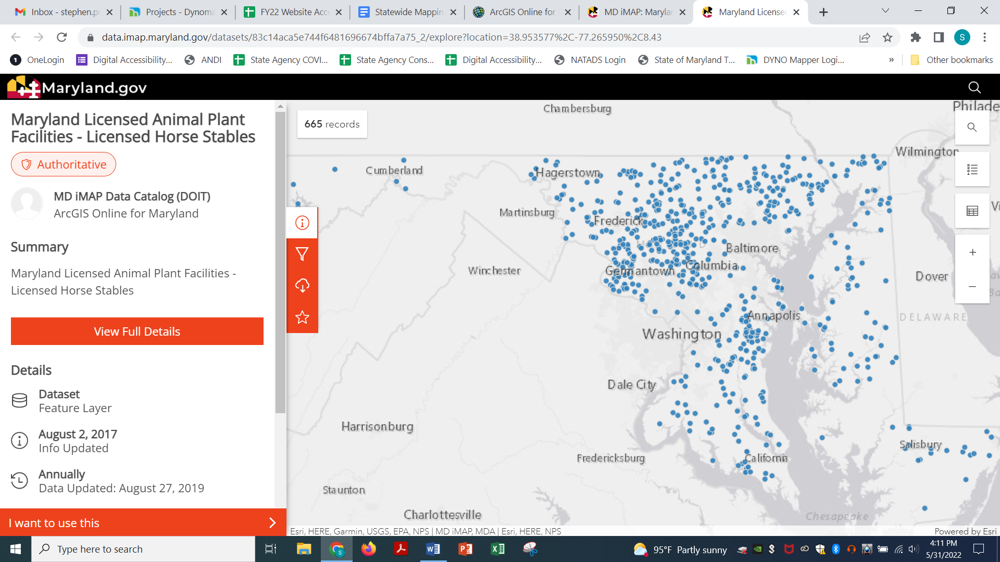 Inbox - stephen.p
Projects - Dynoma
FY22 Website Acc
Statewide Mappin
ArcGIS Online for
MD iMAP: Marylan
Maryland License
data.imap.maryland.gov/datasets/83c14aca5e744f6481696674bffa7a75_2/explore?location=38.953577%2C-77.265950%2C8.43
S
OneLogin
Digital Accessibility...
ANDI
State Agency COVI...
State Agency Cons...
Digital Accessibility...
NATADS Login
State of Maryland T...
DYNO Mapper Logi...
»
Other bookmarks
Maryland.gov
Maryland Licensed Animal Plant
Facilities - Licensed Horse Stables
Authoritative
MD iMAP Data Catalog (DOIT)
ArcGIS Online for Maryland
Summary
Maryland Licensed Animal Plant Facilities -
Licensed Horse Stables
View Full Details
Details
Dataset
Feature Layer
August 2, 2017
Info Updated
Annually
Data Updated: August 27, 2019
I want to use this
665 records
Chambersburg
Philade
Wilmington
Cumberland
Hagerstown
Martinsburg
Frederick
Baltimore
Winchester
Germantown
Columbia
Dover
Annapolis
DELAWARE
Washington
Dale City
Harrisonburg
Salisbury
Fredericksburg
California
Staunton
Charlottesville
Chesapeake
Esri, HERE, Garmin, USGS, EPA, NPS | MD iMAP, MDA | Esri, HERE, NPS
Powered by Esri
Type here to search
95°F Partly sunny
4:11 PM
5/31/2022